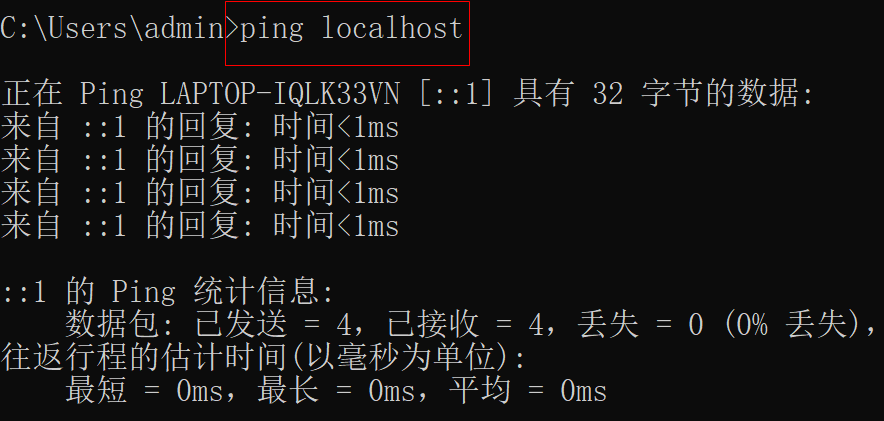 C:\Users\admin>ping localhost
正在 Ping LAPTOP-IQLK33VN [::1] 具有 32 字节的数据:
来自 ::1 的回复: 时间<1ms
来自 ::1 的回复: 时间<1ms
来自 ::1 的回复: 时间<1ms
来自 ::1 的回复: 时间<1ms
::1 的 Ping 统计信息:
数据包: 已发送 = 4，已接收 = 4，丢失 = 0 (0% 丢失)，
往返行程的估计时间(以毫秒为单位):
最短 = 0ms，最长 = 0ms，平均 = 0ms